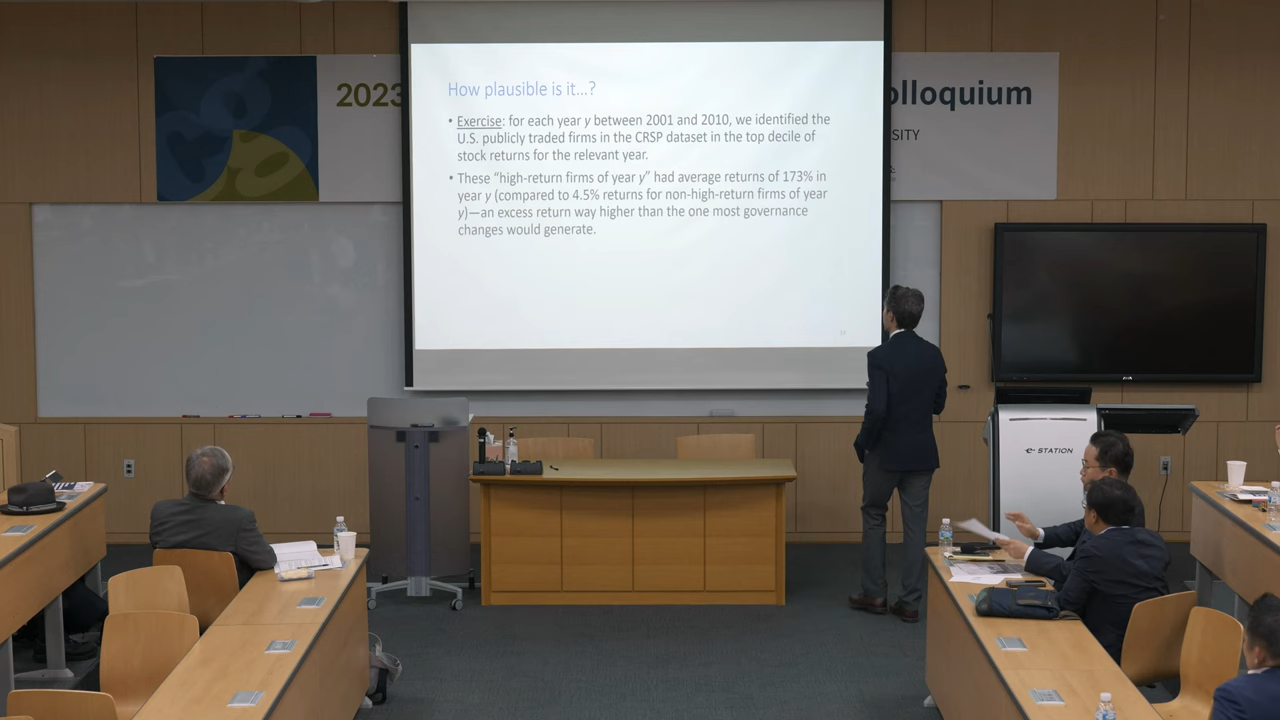 2023
olloquium
SITY
How plausible is it...?
• Exercise: for each year y between 2001 and 2010, we identified the
U.S. publicly traded firms in the CRSP dataset in the top decile of
stock returns for the relevant year.
• These “high-return firms of year y” had average returns of 173% in
year y (compared to 4.5% returns for non-high-return firms of year
y)—an excess return way higher than the one most governance
changes would generate.
e-STATION